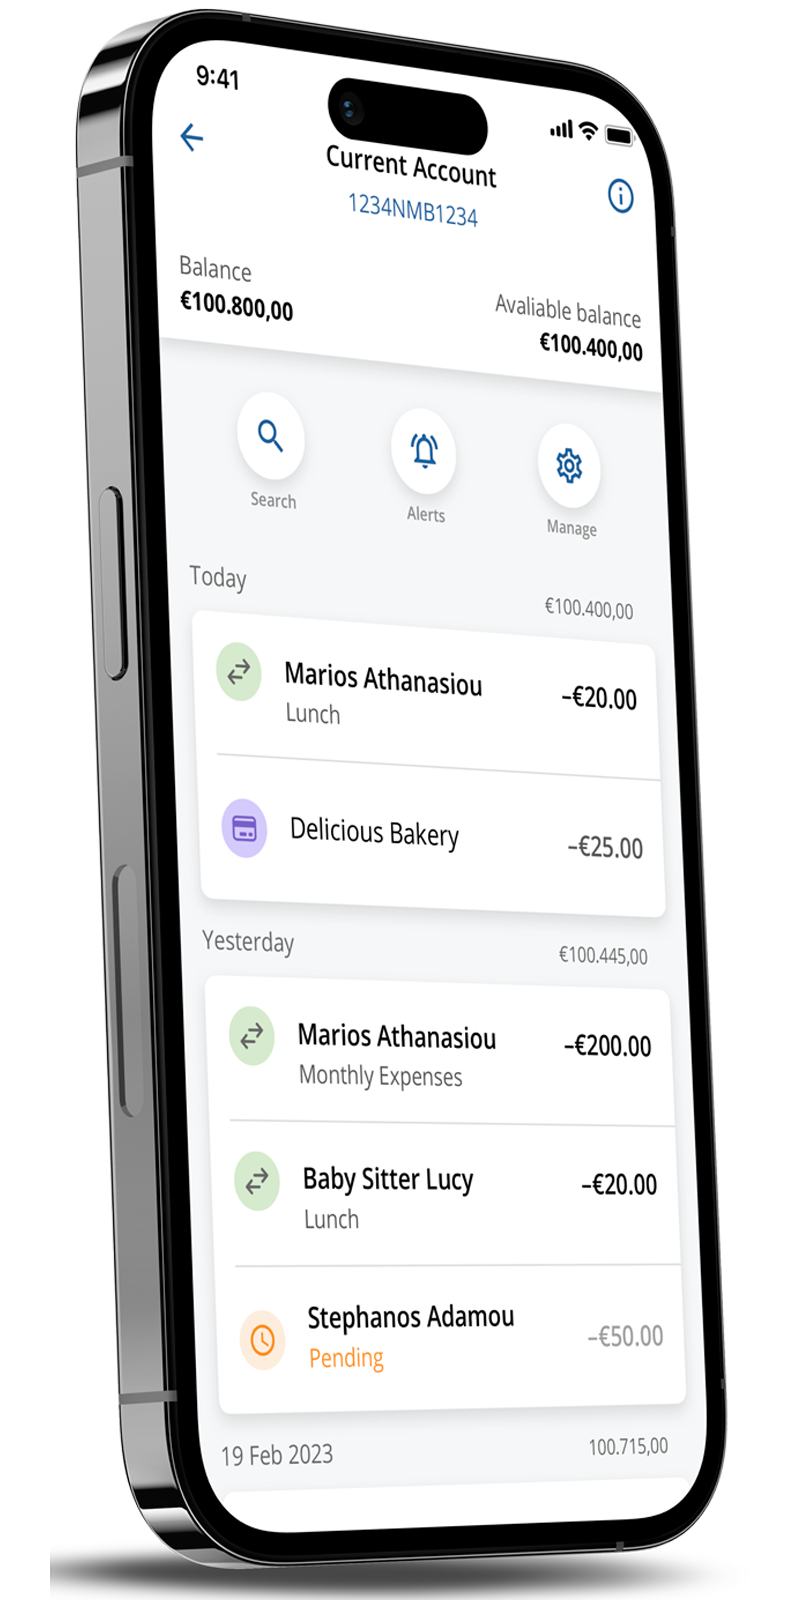 9:41
Current Account
1234NMB1234
Balance
€100.800,00
Avaliable balance
€100.400,00
Search
Alerts
Manage
Today
€100.400,00
Marios Athanasiou
–€20.00
Lunch
Delicious Bakery
–€25.00
Yesterday
€100.445,00
Marios Athanasiou
–€200.00
Monthly Expenses
Baby Sitter Lucy
–€20.00
Lunch
Stephanos Adamou
–€50.00
Pending
19 Feb 2023
100.715,00